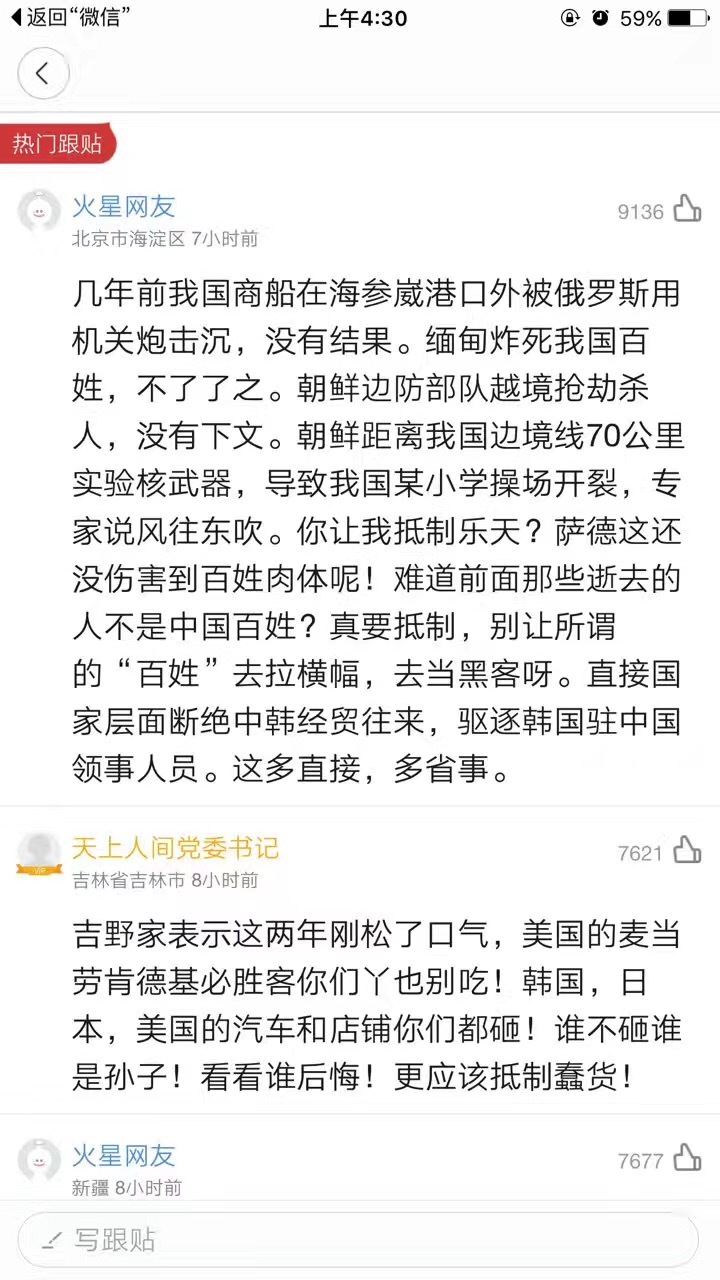 返回“微信”
上午4:30
59%
热门跟贴
火星网友
9136
北京市海淀区 7小时前
几年前我国商船在海参崴港口外被俄罗斯用
机关炮击沉，没有结果。缅甸炸死我国百
姓，不了了之。朝鲜边防部队越境抢劫杀
人，没有下文。朝鲜距离我国边境线70公里
实验核武器，导致我国某小学操场开裂，专
家说风往东吹。你让我抵制乐天？萨德这还
没伤害到百姓肉体呢！难道前面那些逝去的
人不是中国百姓？真要抵制，别让所谓
的“百姓”去拉横幅，去当黑客呀。直接国
家层面断绝中韩经贸往来，驱逐韩国驻中国
领事人员。这多直接，多省事。
天上人间党委书记
7621
VIP
吉林省吉林市 8小时前
吉野家表示这两年刚松了口气，美国的麦当
劳肯德基必胜客你们丫也别吃！韩国，日
本，美国的汽车和店铺你们都砸！谁不砸谁
是孙子！看看谁后悔！更应该抵制蠢货！
火星网友
7677
新疆 8小时前
写跟贴